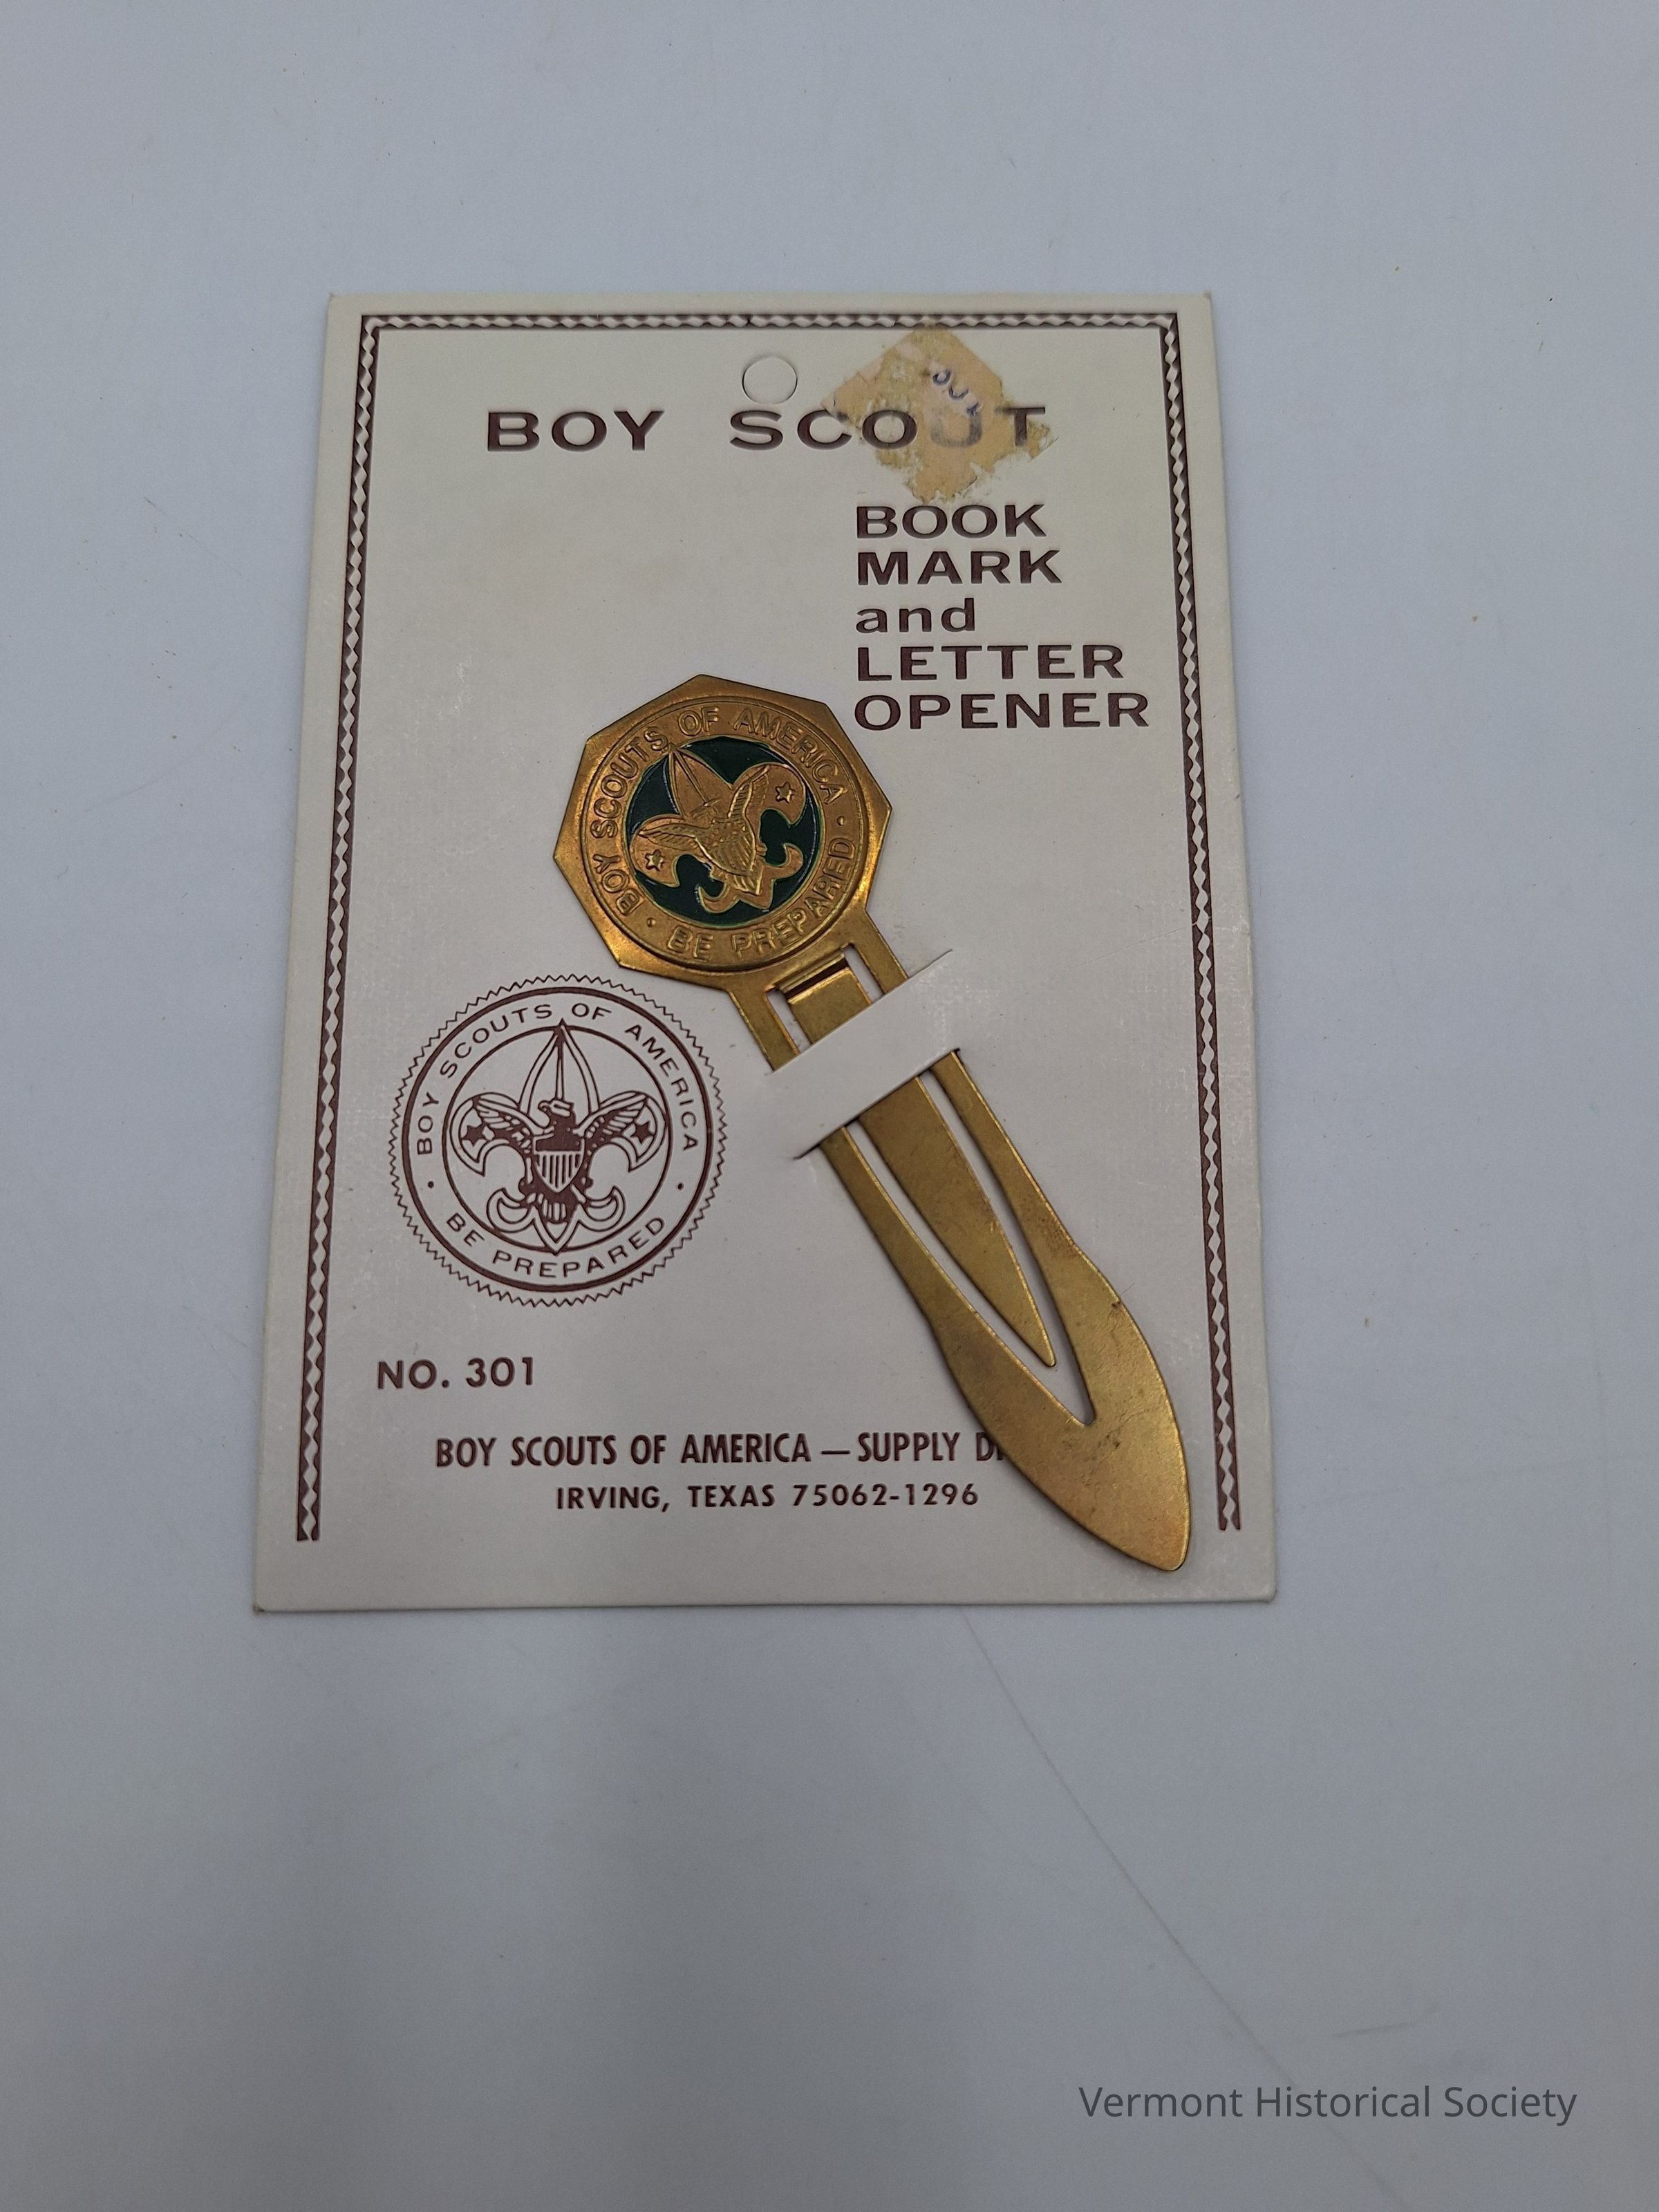 BOY SCOUT
BOOK
MARK
and
LETTER
OPENER
BOY SCOUTS OF AMERICA
• BE PREPARED •
BOY SCOUTS OF AMERICA
• BE PREPARED •
NO. 301
BOY SCOUTS OF AMERICA — SUPPLY
IRVING, TEXAS 75062-1296
Vermont Historical Society